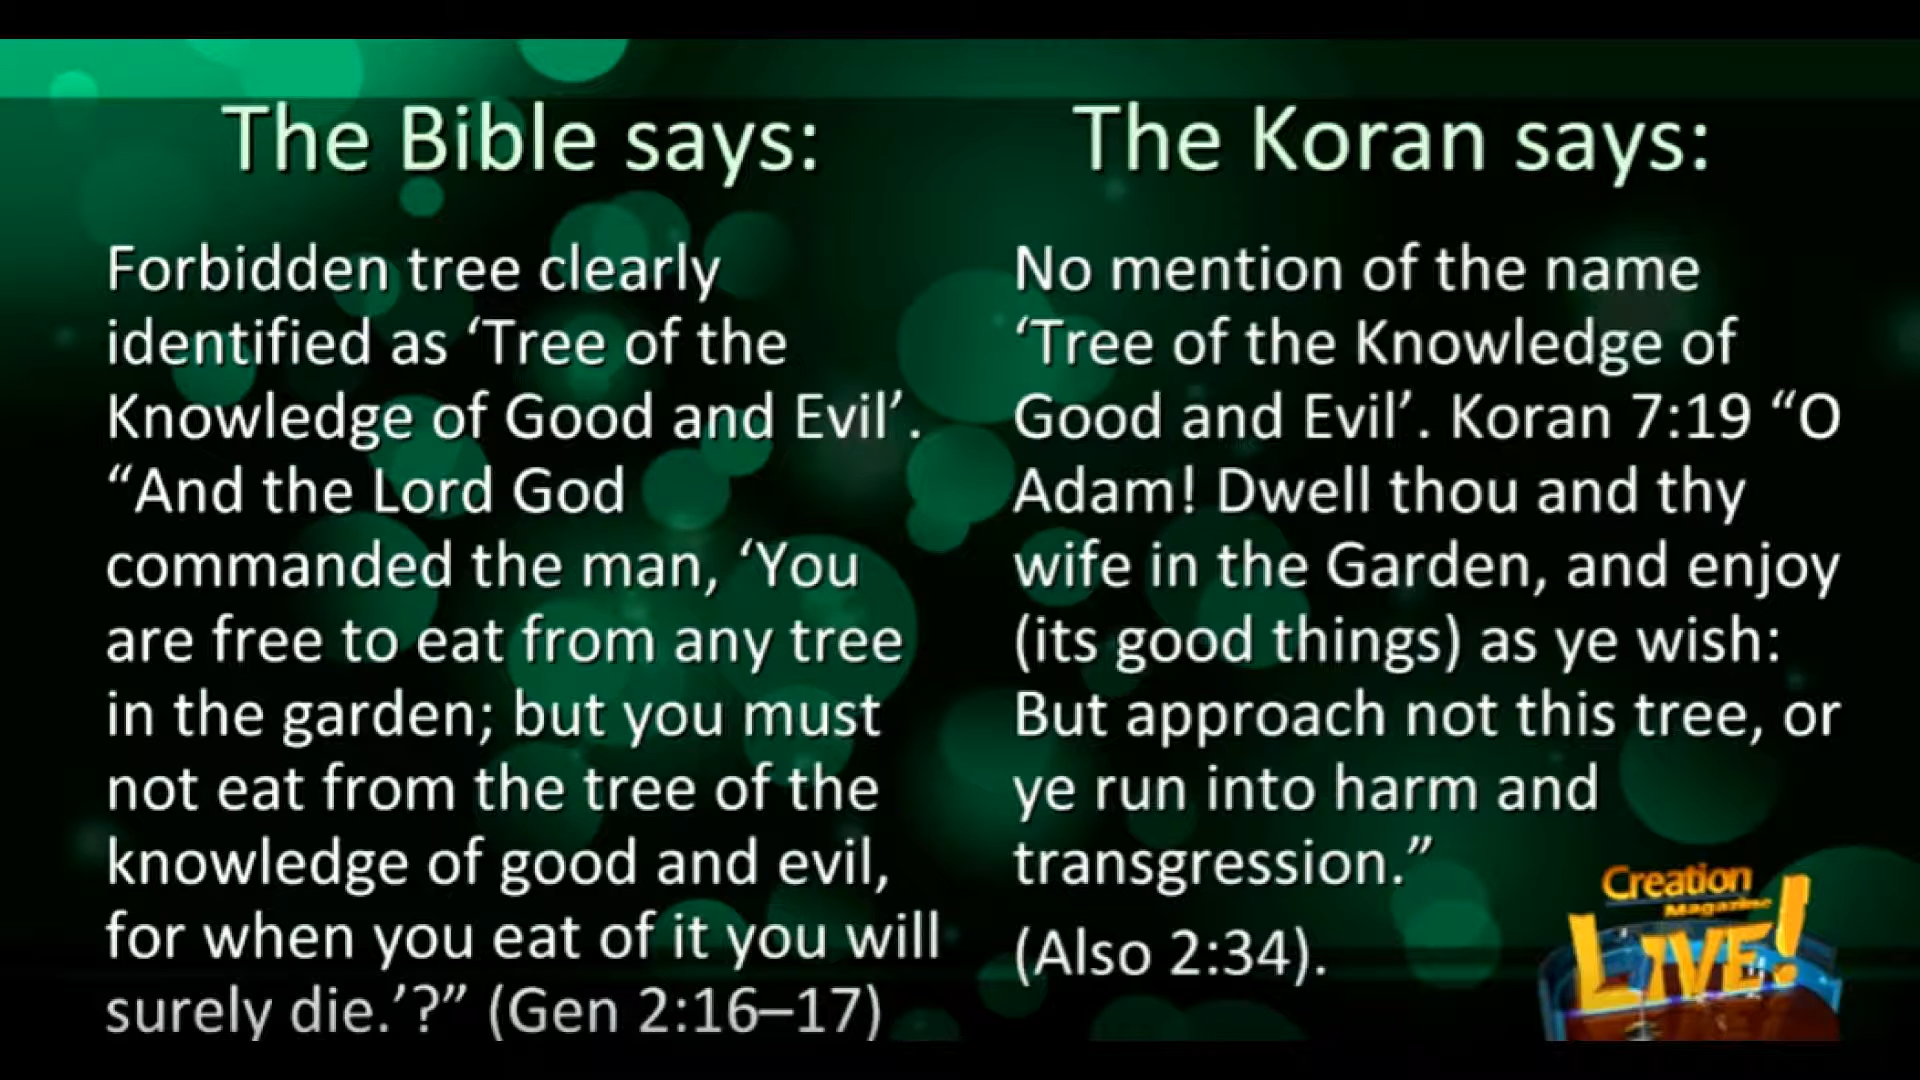 The Bible says:
Forbidden tree clearly
identified as ‘Tree of the
Knowledge of Good and Evil’.
“And the Lord God
commanded the man, ‘You
are free to eat from any tree
in the garden; but you must
not eat from the tree of the
knowledge of good and evil,
for when you eat of it you will
surely die.’?” (Gen 2:16–17)
The Koran says:
No mention of the name
‘Tree of the Knowledge of
Good and Evil’. Koran 7:19 “O
Adam! Dwell thou and thy
wife in the Garden, and enjoy
(its good things) as ye wish:
But approach not this tree, or
ye run into harm and
transgression.”
(Also 2:34).
Creation
Magazine
LIVE!